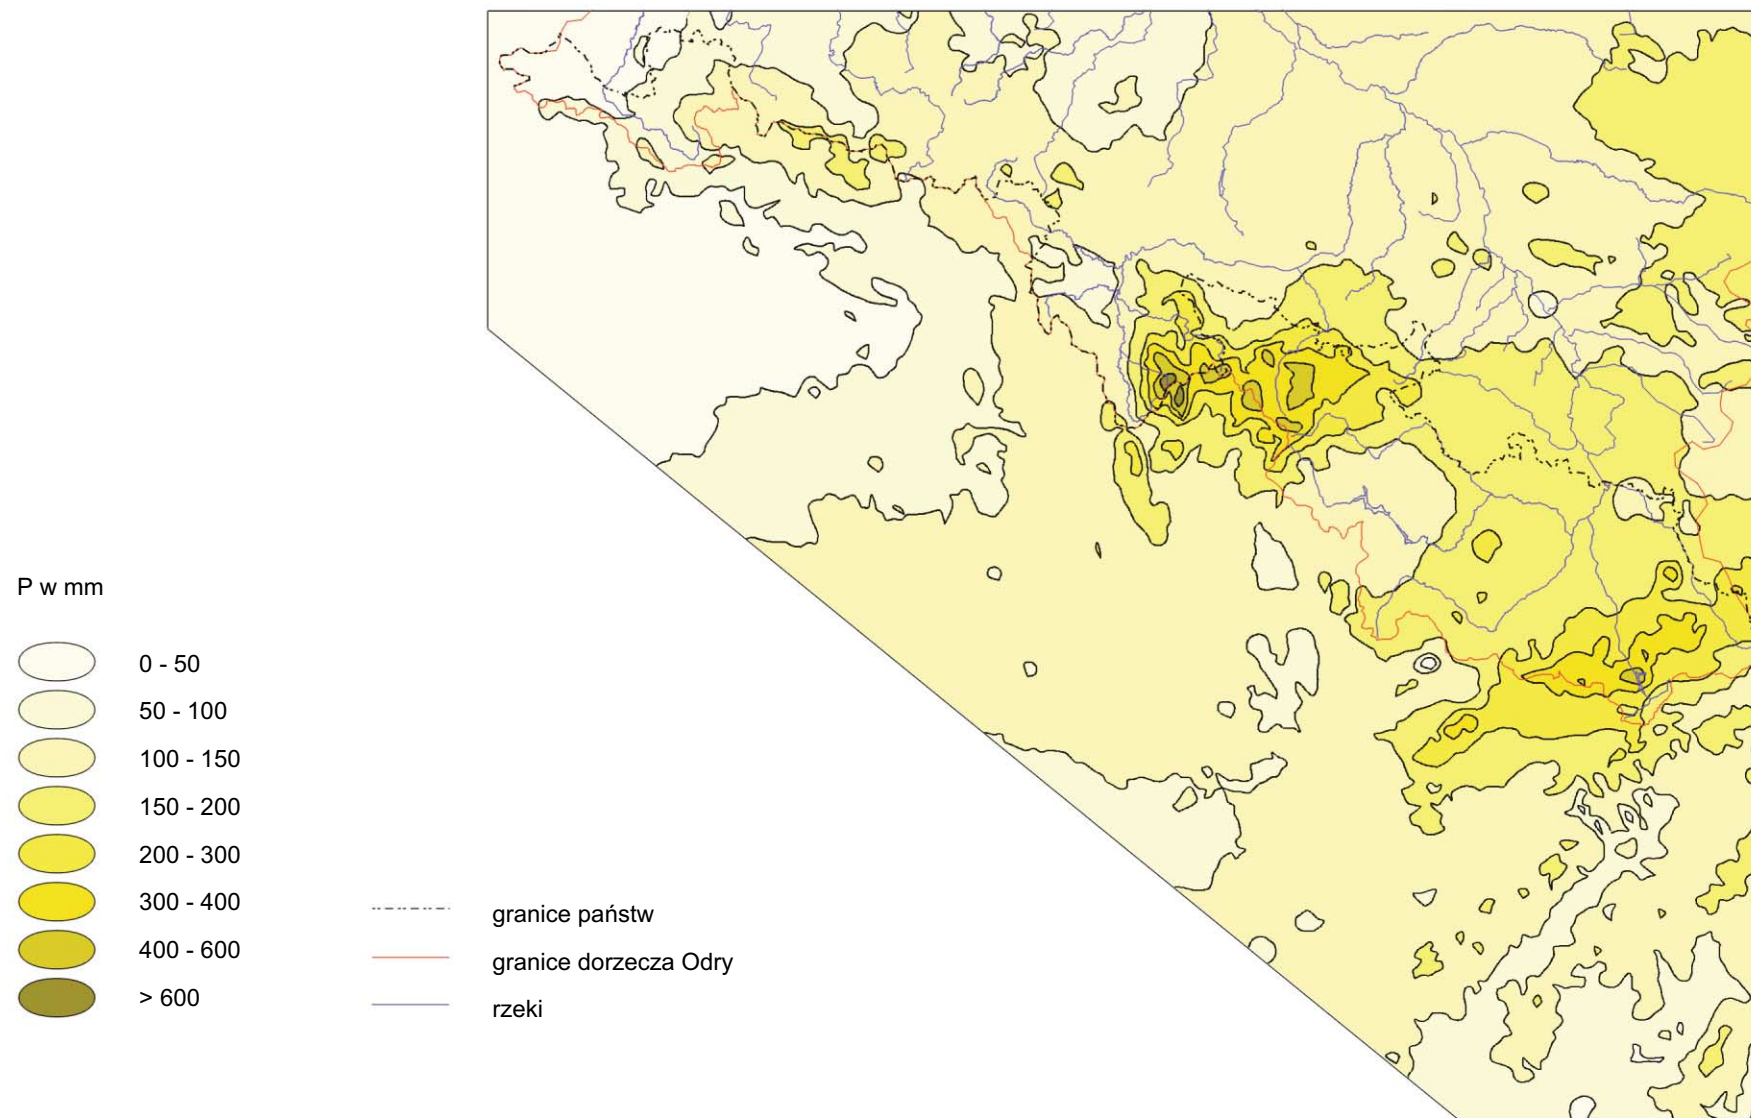 P w mm
0 - 50
50 - 100
100 - 150
150 - 200
200 - 300
300 - 400
400 - 600
> 600
granice państw
granice dorzecza Odry
rzeki